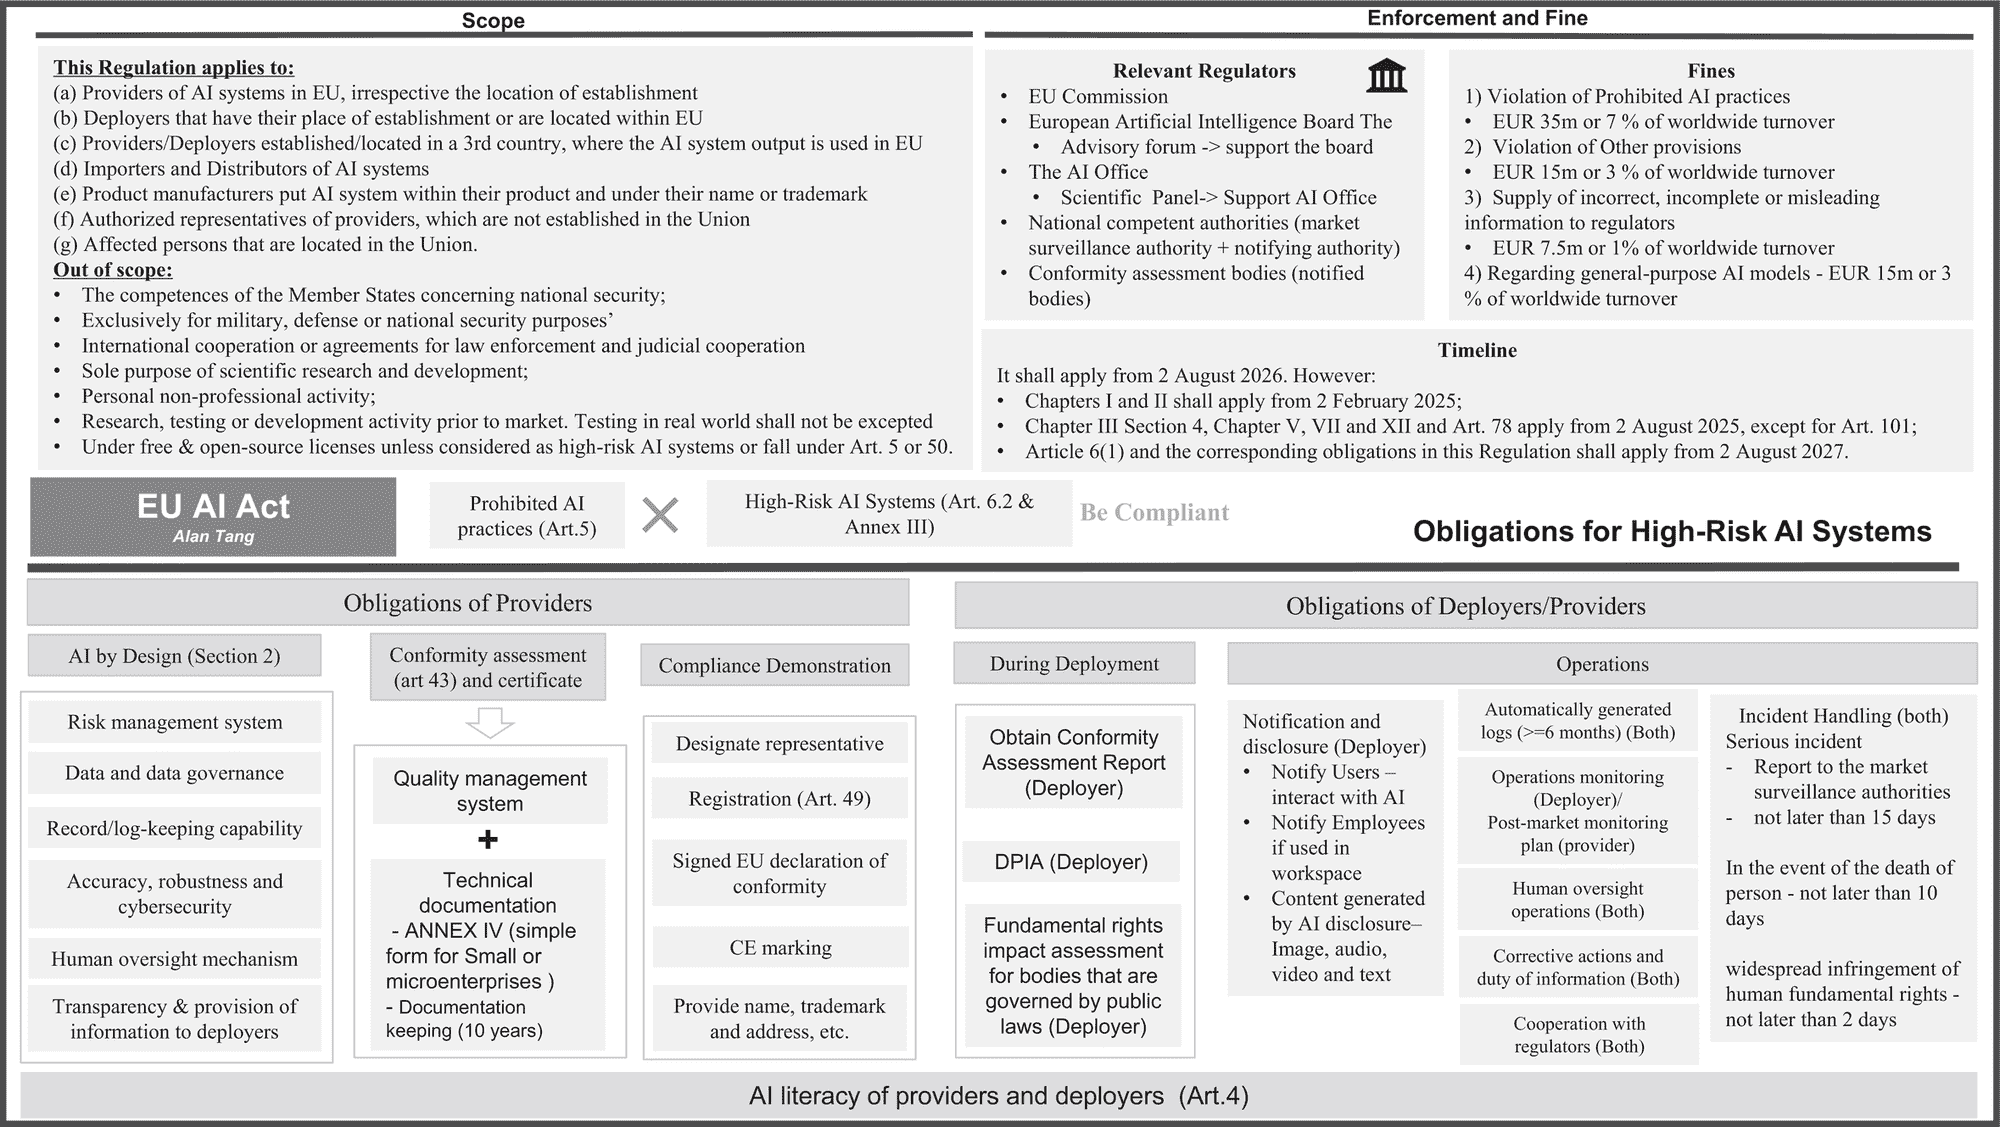 Scope
This Regulation applies to:
(a) Providers of AI systems in EU, irrespective the location of establishment
(b) Deployers that have their place of establishment or are located within EU
(c) Providers/Deployers established/located in a 3rd country, where the AI system output is used in EU
(d) Importers and Distributors of AI systems
(e) Product manufacturers put AI system within their product and under their name or trademark
(f) Authorized representatives of providers, which are not established in the Union
(g) Affected persons that are located in the Union.
Out of scope:
• The competences of the Member States concerning national security;
• Exclusively for military, defense or national security purposes’
• International cooperation or agreements for law enforcement and judicial cooperation
• Sole purpose of scientific research and development;
• Personal non-professional activity;
• Research, testing or development activity prior to market. Testing in real world shall not be excepted
• Under free & open-source licenses unless considered as high-risk AI systems or fall under Art. 5 or 50.
Enforcement and Fine
Relevant Regulators
• EU Commission
• European Artificial Intelligence Board The
• Advisory forum -> support the board
• The AI Office
• Scientific Panel-> Support AI Office
• National competent authorities (market
surveillance authority + notifying authority)
• Conformity assessment bodies (notified
bodies)
Fines
1) Violation of Prohibited AI practices
• EUR 35m or 7 % of worldwide turnover
2) Violation of Other provisions
• EUR 15m or 3 % of worldwide turnover
3) Supply of incorrect, incomplete or misleading
information to regulators
• EUR 7.5m or 1% of worldwide turnover
4) Regarding general-purpose AI models - EUR 15m or 3
% of worldwide turnover
Timeline
It shall apply from 2 August 2026. However:
• Chapters I and II shall apply from 2 February 2025;
• Chapter III Section 4, Chapter V, VII and XII and Art. 78 apply from 2 August 2025, except for Art. 101;
• Article 6(1) and the corresponding obligations in this Regulation shall apply from 2 August 2027.
EU AI Act
Alan Tang
Prohibited AI
practices (Art.5)
High-Risk AI Systems (Art. 6.2 &
Annex III)
Be Compliant
Obligations for High-Risk AI Systems
Obligations of Providers
AI by Design (Section 2)
Risk management system
Data and data governance
Record/log-keeping capability
Accuracy, robustness and
cybersecurity
Human oversight mechanism
Transparency & provision of
information to deployers
Conformity assessment
(art 43) and certificate
Quality management
system
+
Technical
documentation
- ANNEX IV (simple
form for Small or
microenterprises )
- Documentation
keeping (10 years)
Compliance Demonstration
Designate representative
Registration (Art. 49)
Signed EU declaration of
conformity
CE marking
Provide name, trademark
and address, etc.
Obligations of Deployers/Providers
During Deployment
Obtain Conformity
Assessment Report
(Deployer)
DPIA (Deployer)
Fundamental rights
impact assessment
for bodies that are
governed by public
laws (Deployer)
Operations
Notification and
disclosure (Deployer)
• Notify Users –
interact with AI
• Notify Employees
if used in
workspace
• Content generated
by AI disclosure–
Image, audio,
video and text
Automatically generated
logs (>=6 months) (Both)
Operations monitoring
(Deployer)/
Post-market monitoring
plan (provider)
Human oversight
operations (Both)
Corrective actions and
duty of information (Both)
Cooperation with
regulators (Both)
Incident Handling (both)
Serious incident
- Report to the market
surveillance authorities
- not later than 15 days
In the event of the death of
person - not later than 10
days
widespread infringement of
human fundamental rights -
not later than 2 days
AI literacy of providers and deployers (Art.4)